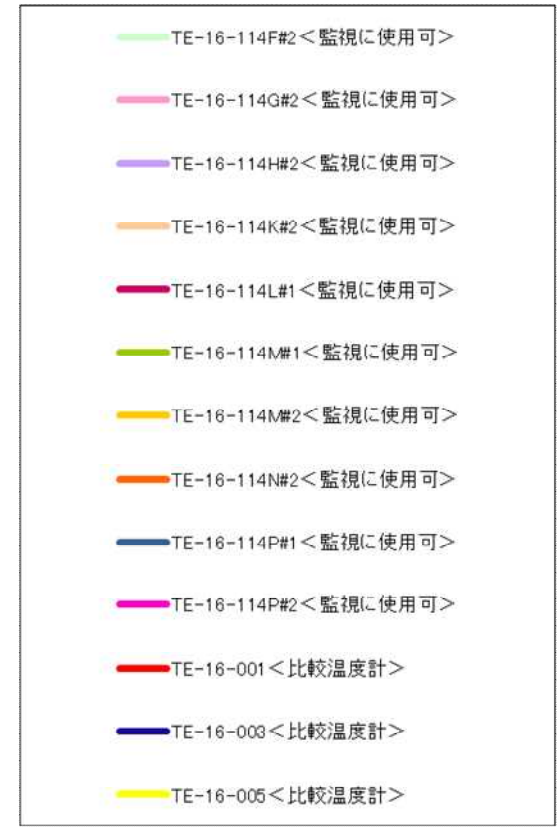 TE-16-114F#2＜監視に使用可＞
TE-16-114G#2＜監視に使用可＞
TE-16-114H#2＜監視に使用可＞
TE-16-114K#2＜監視に使用可＞
TE-16-114L#1＜監視に使用可＞
TE-16-114M#1＜監視に使用可＞
TE-16-114M#2＜監視に使用可＞
TE-16-114N#2＜監視に使用可＞
TE-16-114P#1＜監視に使用可＞
TE-16-114P#2＜監視に使用可＞
TE-16-001＜比較温度計＞
TE-16-003＜比較温度計＞
TE-16-005＜比較温度計＞